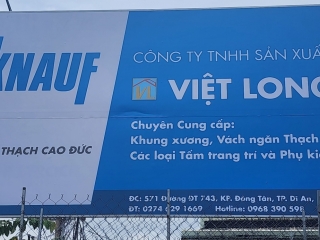 KNAUF
THẠCH CAO ĐỨC
CÔNG TY TNHH SẢN XUẤ
VIỆT LONG
Chuyên Cung cấp:
Khung xương, Vách ngăn Thạch
Các loại Tấm trang trí và Phụ ki
ĐC: 571 Đường ĐT 743, KP. Đông Tân, TP. Dĩ An,
ĐT: 0274 629 1669 Hotline: 0968 390 598